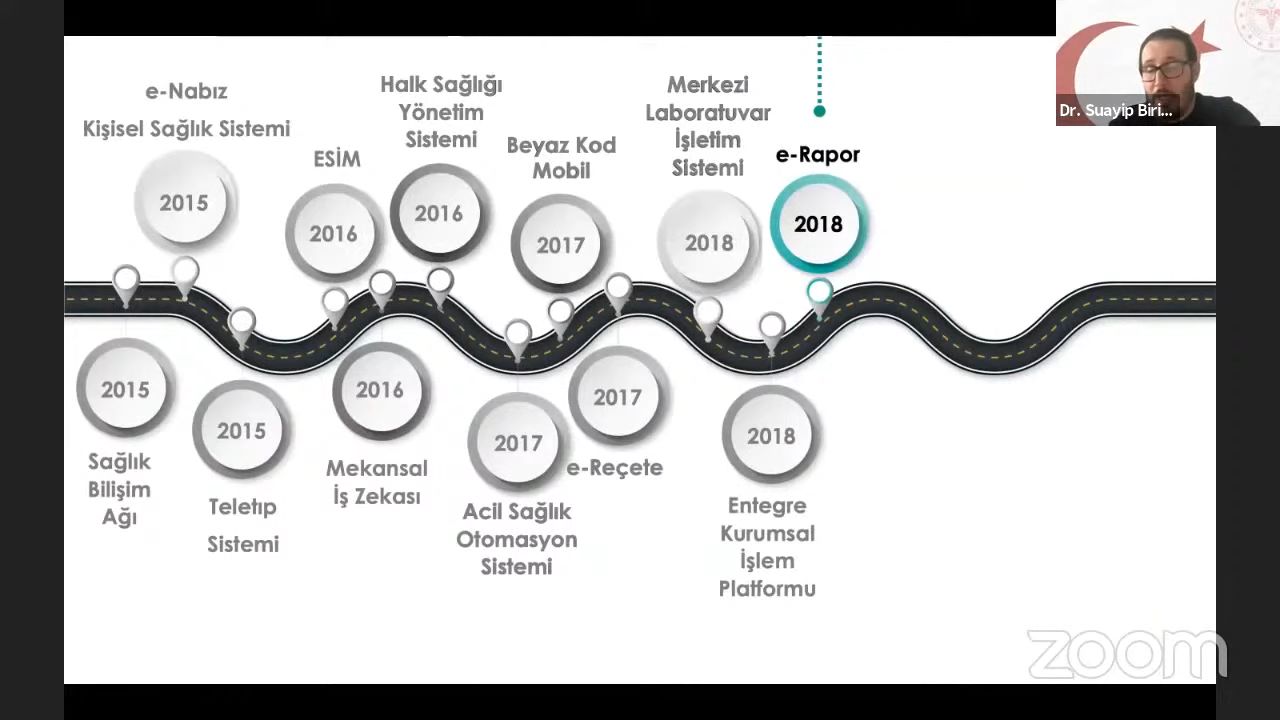 e-Nabız
Kişisel Sağlık Sistemi
2015
ESİM
2016
Halk Sağlığı
Yönetim
Sistemi
2016
Beyaz Kod
Mobil
2017
Merkezi
Laboratuvar
İşletim
Sistemi
2018
e-Rapor
2018
Dr. Suayip Biri...
2015
Sağlık
Bilişim
Ağı
2015
Teletıp
Sistemi
2016
Mekansal
İş Zekası
2017
Acil Sağlık
Otomasyon
Sistemi
2017
e-Reçete
2018
Entegre
Kurumsal
İşlem
Platformu
zoom